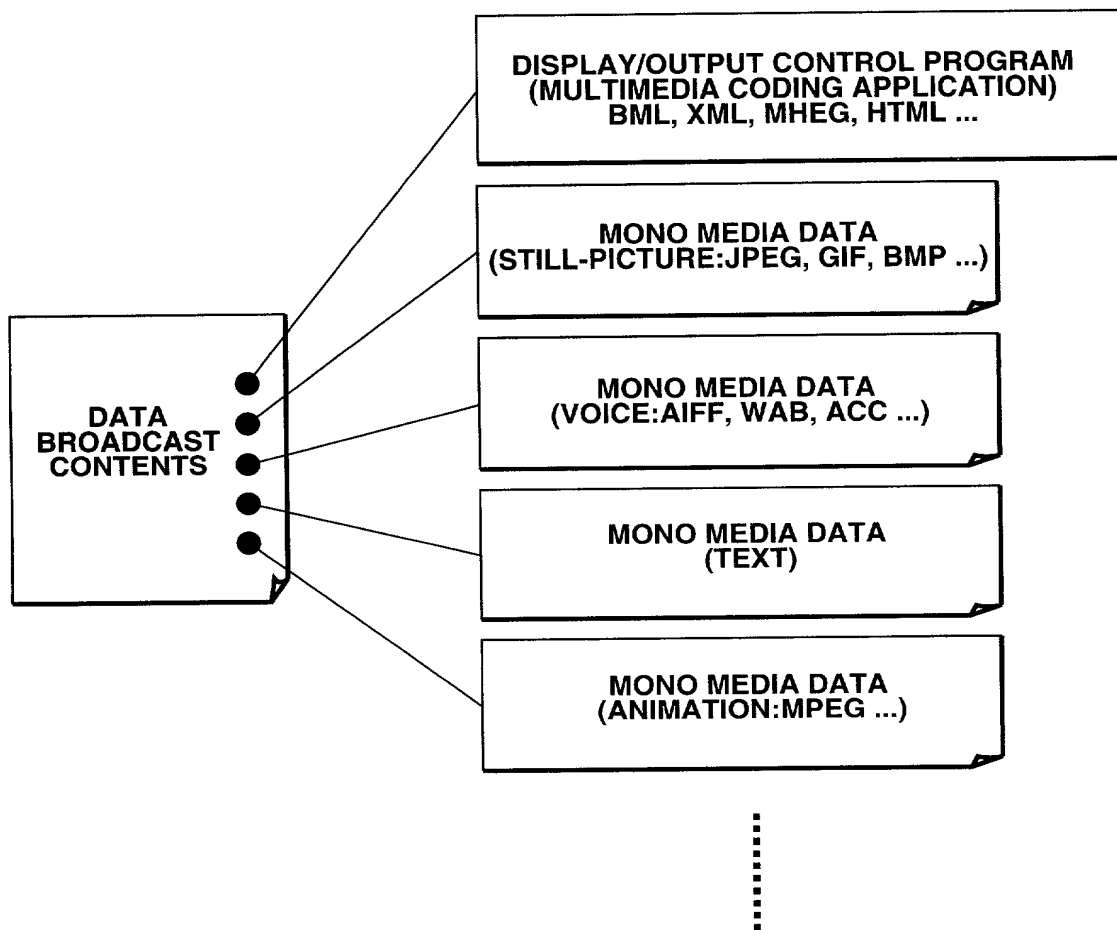 DISPLAY/OUTPUT CONTROL PROGRAM
(MULTIMEDIA CODING APPLICATION)
BML, XML, MHEG, HTML ...
MONO MEDIA DATA
(STILL-PICTURE:JPEG, GIF, BMP ...)
DATA
BROADCAST
CONTENTS
MONO MEDIA DATA
(VOICE:AIFF, WAB, ACC ...)
MONO MEDIA DATA
(TEXT)
MONO MEDIA DATA
(ANIMATION:MPEG ...)